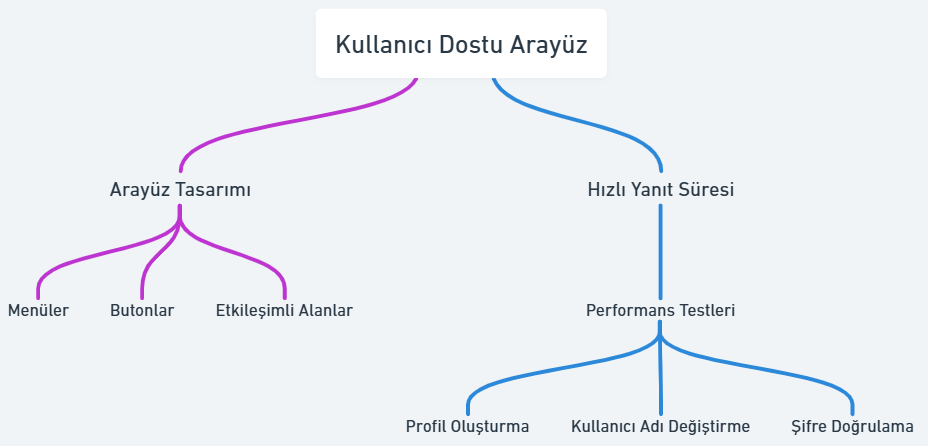 Kullanıcı Dostu Arayüz
Arayüz Tasarımı
Hızlı Yanıt Süresi
Menüler
Butonlar
Etkileşimli Alanlar
Performans Testleri
Profil Oluşturma
Kullanıcı Adı Değiştirme
Şifre Doğrulama